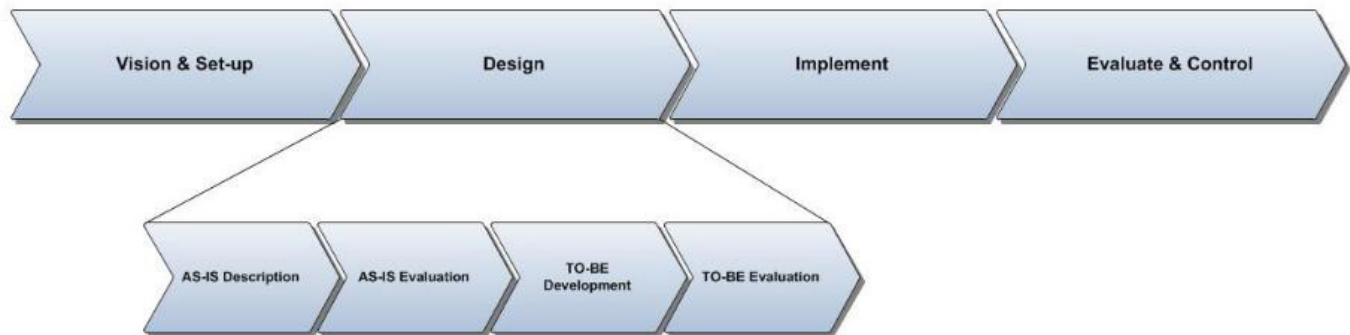 Vision & Set-up
Design
Implement
Evaluate & Control
AS-IS Description
AS-IS Evaluation
TO-BE
Development
TO-BE Evaluation